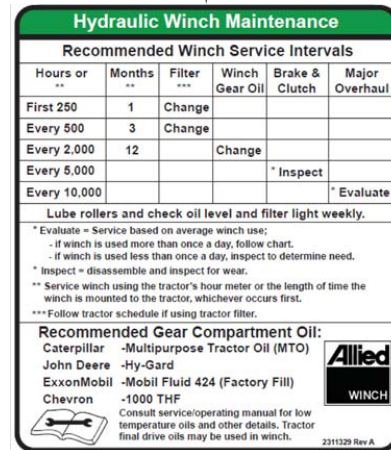 Hydraulic Winch Maintenance
Recommended Winch Service Intervals
Hours or ** Months ** Filter *** Winch Gear Oil Brake & Clutch Major Overhaul
First 250 1 Change
Every 500 3 Change
Every 2,000 12 Change
Every 5,000 * Inspect
Every 10,000 * Evaluate
Lube rollers and check oil level and filter light weekly.
* Evaluate = Service based on average winch use;
- if winch is used more than once a day, follow chart.
- if winch is used less than once a day, inspect to determine need.
* Inspect = disassemble and inspect for wear.
** Service winch using the tractor's hour meter or the length of time the
winch is mounted to the tractor, whichever occurs first.
*** Follow tractor schedule if using tractor filter.
Recommended Gear Compartment Oil:
Caterpillar -Multipurpose Tractor Oil (MTO)
John Deere -Hy-Gard
ExxonMobil -Mobil Fluid 424 (Factory Fill)
Chevron -1000 THF
Allied
WINCH
Consult service/operating manual for low
temperature oils and other details. Tractor
final drive oils may be used in winch.
2311329 Rev A